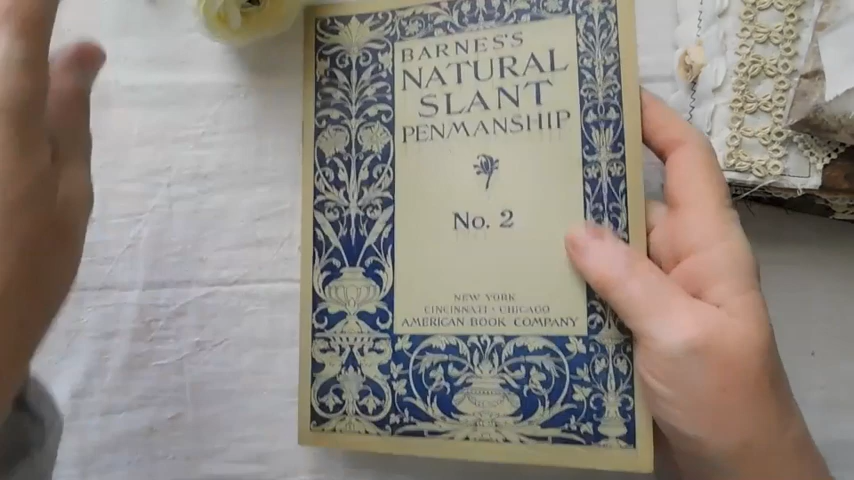 BARNES'S
NATURAL
SLANT
PENMANSHIP
No. 2
NEW YORK
CINCINNATI • CHICAGO
AMERICAN BOOK COMPANY